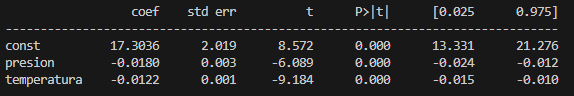 coef std err t P>|t| [0.025 0.975]
------------------------------------------------------------------------------
const 17.3036 2.019 8.572 0.000 13.331 21.276
presion -0.0180 0.003 -6.089 0.000 -0.024 -0.012
temperatura -0.0122 0.001 -9.184 0.000 -0.015 -0.010